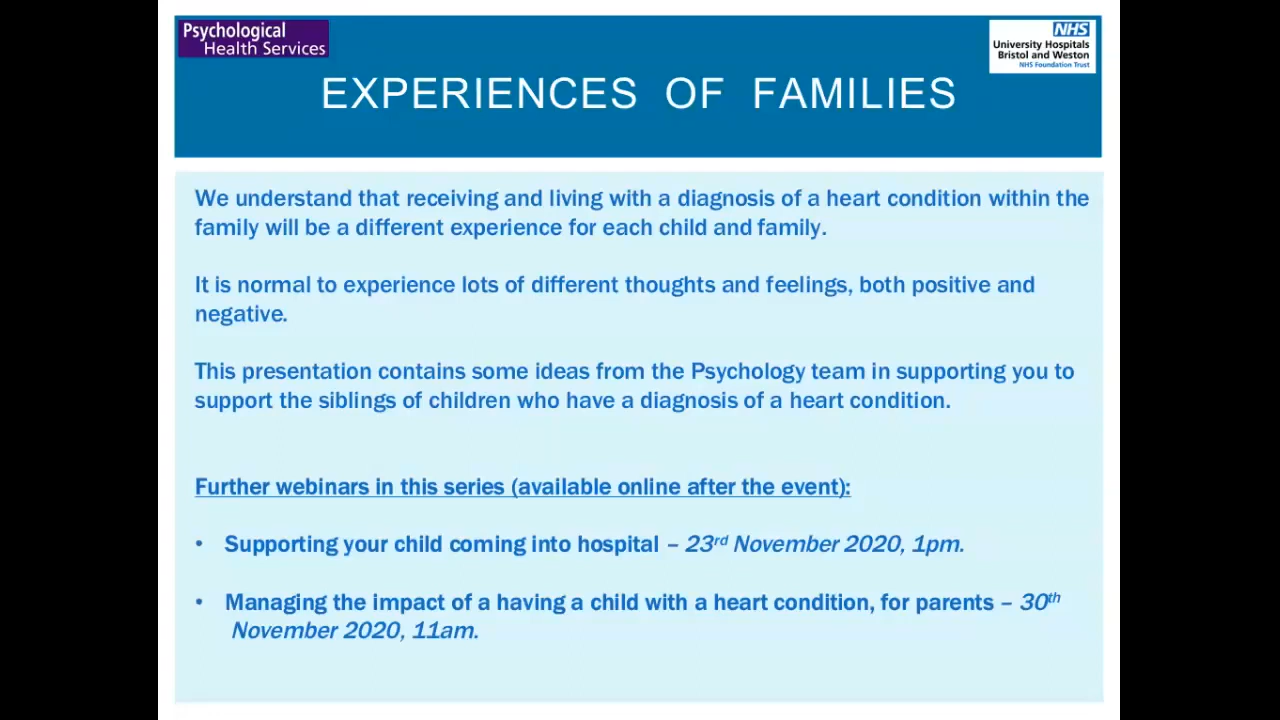 Psychological
Health Services
NHS
University Hospitals
Bristol and Weston
NHS Foundation Trust
EXPERIENCES OF FAMILIES
We understand that receiving and living with a diagnosis of a heart condition within the
family will be a different experience for each child and family.
It is normal to experience lots of different thoughts and feelings, both positive and
negative.
This presentation contains some ideas from the Psychology team in supporting you to
support the siblings of children who have a diagnosis of a heart condition.
Further webinars in this series (available online after the event):
• Supporting your child coming into hospital – 23rd November 2020, 1pm.
• Managing the impact of a having a child with a heart condition, for parents – 30th
November 2020, 11am.